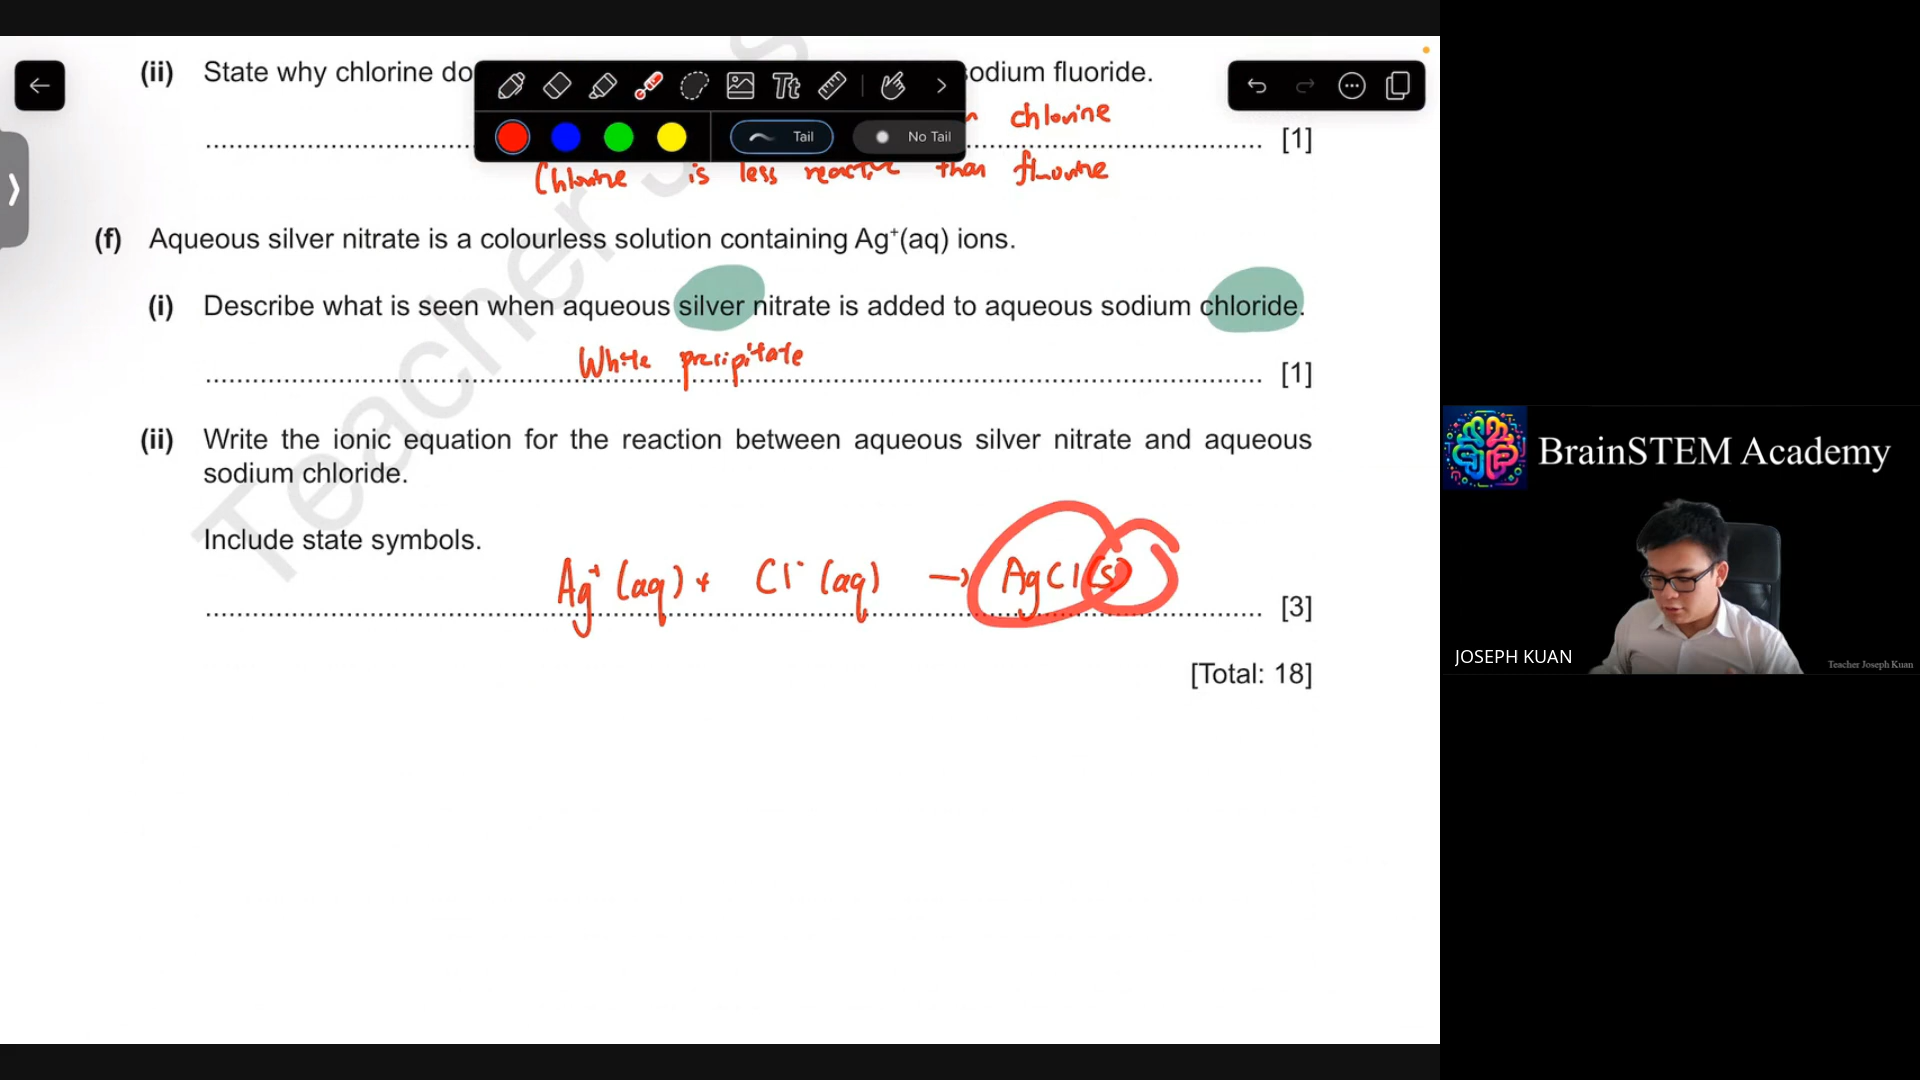 (ii) State why chlorine do
odium fluoride.
chlorine
[1]
Tail
No Tail
Chlorine is less reactive than fluorine
(f) Aqueous silver nitrate is a colourless solution containing Ag⁺(aq) ions.
(i) Describe what is seen when aqueous silver nitrate is added to aqueous sodium chloride.
White precipitate
[1]
(ii) Write the ionic equation for the reaction between aqueous silver nitrate and aqueous
sodium chloride.
Include state symbols.
Ag⁺ (aq) + Cl⁻ (aq) → AgCl (s)
[3]
[Total: 18]
Teacher Jos
Tt
BrainSTEM Academy
JOSEPH KUAN
Teacher Joseph Kuan